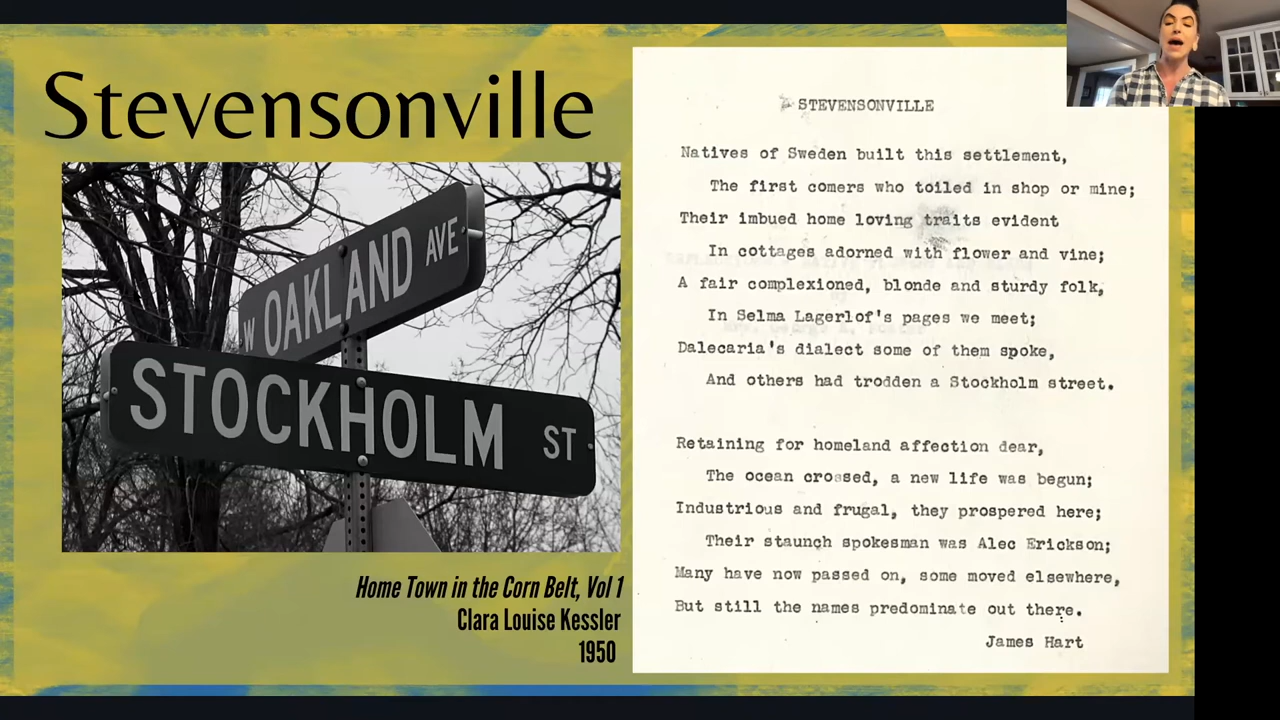 Stevensonville
W OAKLAND AVE
STOCKHOLM ST
Home Town in the Corn Belt, Vol 1
Clara Louise Kessler
1950
STEVENSONVILLE
Natives of Sweden built this settlement,
The first comers who toiled in shop or mine;
Their imbued home loving traits evident
In cottages adorned with flower and vine;
A fair complexioned, blonde and sturdy folk,
In Selma Lagerlof's pages we meet;
Dalecaria's dialect some of them spoke,
And others had trodden a Stockholm street.
Retaining for homeland affection dear,
The ocean crossed, a new life was begun;
Industrious and frugal, they prospered here;
Their staunch spokesman was Alec Erickson;
Many have now passed on, some moved elsewhere,
But still the names predominate out there.
James Hart